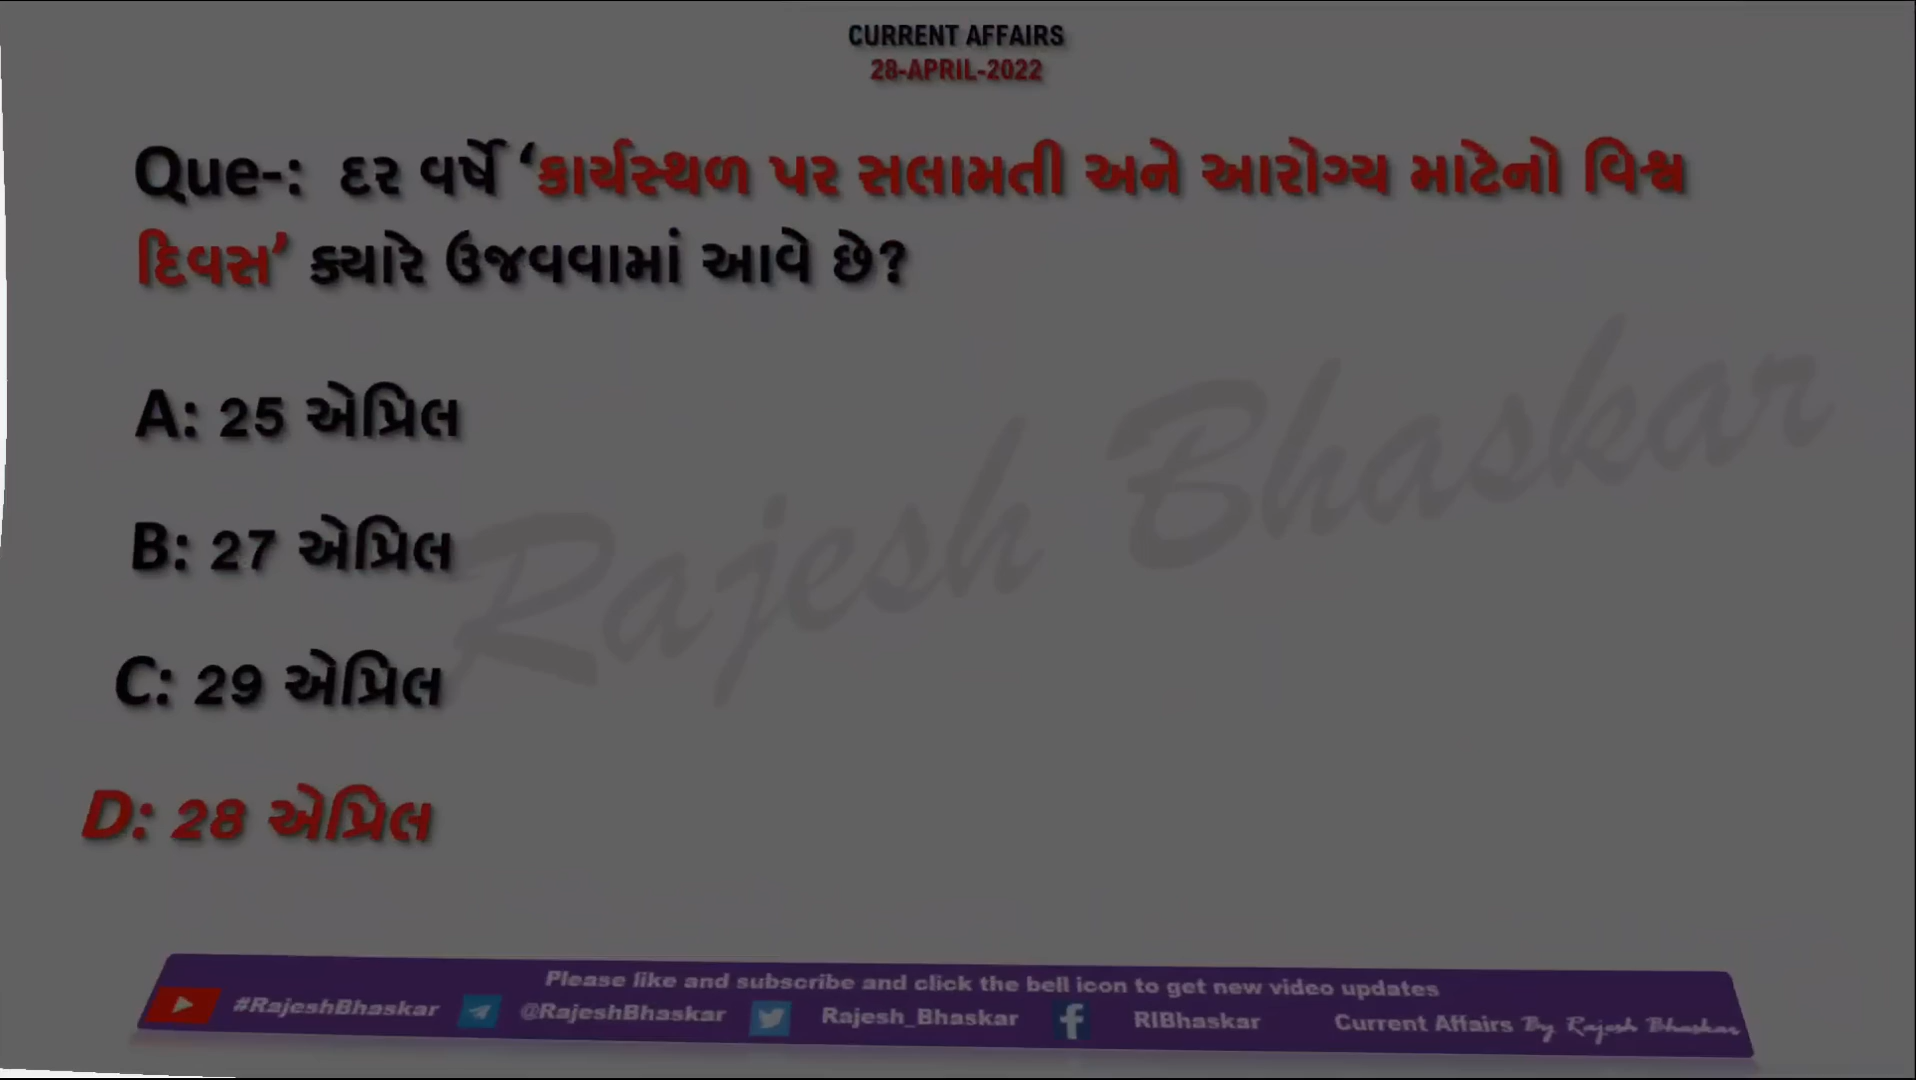 CURRENT AFFAIRS
28-APRIL-2022
Que-: દર વર્ષે ‘કાર્યસ્થળ પર સલામતી અને આરોગ્ય માટેનો વિશ્વ
દિવસ’ ક્યારે ઉજવવામાં આવે છે?
A: 25 એપ્રિલ
B: 27 એપ્રિલ
C: 29 એપ્રિલ
D: 28 એપ્રિલ
Rajesh Bhaskar
Please like and subscribe and click the bell icon to get new video updates
#RajeshBhaskar @RajeshBhaskar Rajesh_Bhaskar RIBhaskar Current Affairs By Rajesh Bhaskar